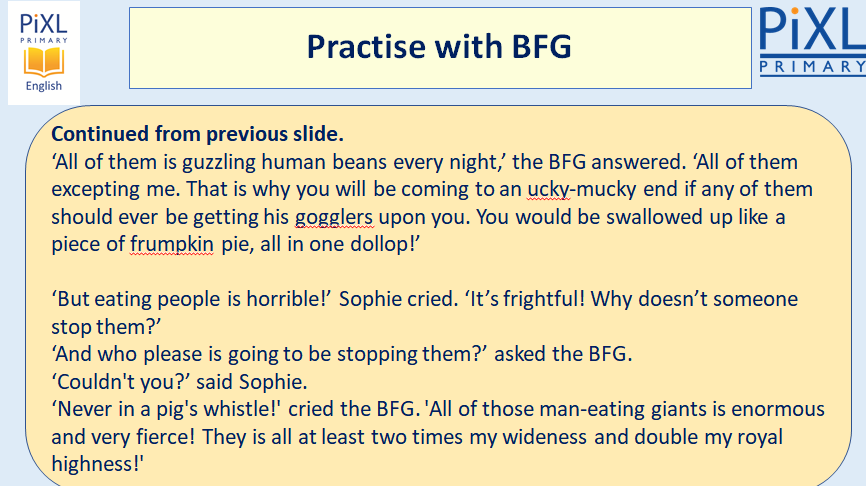 PiXL
PRIMARY
English
Practise with BFG
PiXL
PRIMARY
Continued from previous slide.
‘All of them is guzzling human beans every night,’ the BFG answered. ‘All of them
excepting me. That is why you will be coming to an ucky-mucky end if any of them
should ever be getting his gogglers upon you. You would be swallowed up like a
piece of frumpkin pie, all in one dollop!’
‘But eating people is horrible!’ Sophie cried. ‘It’s frightful! Why doesn’t someone
stop them?’
‘And who please is going to be stopping them?’ asked the BFG.
‘Couldn't you?’ said Sophie.
‘Never in a pig's whistle!' cried the BFG. 'All of those man-eating giants is enormous
and very fierce! They is all at least two times my wideness and double my royal
highness!'